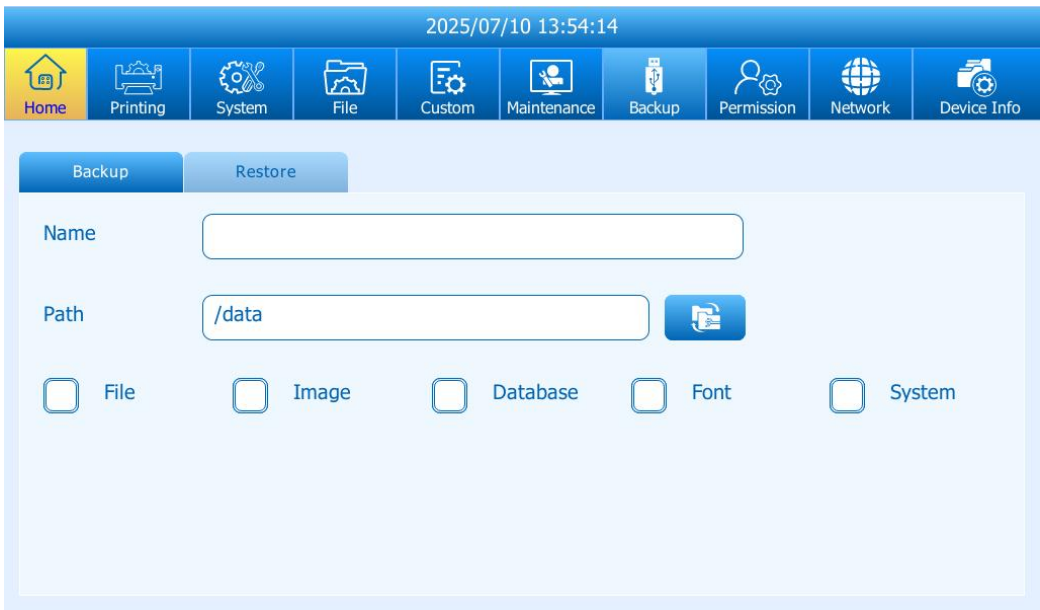 2025/07/10 13:54:14
Home Printing System File Custom Maintenance Backup Permission Network Device Info
Backup Restore
Name
Path /data
File Image Database Font System